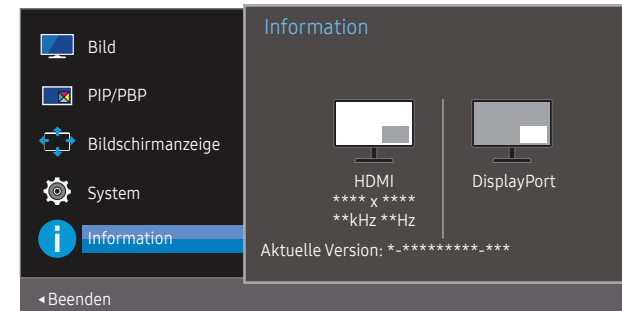 Bild
PIP/PBP
Bildschirmanzeige
System
Information
◂Beenden
Information
HDMI
**** x ****
**kHz **Hz
DisplayPort
Aktuelle Version: *-*********-***